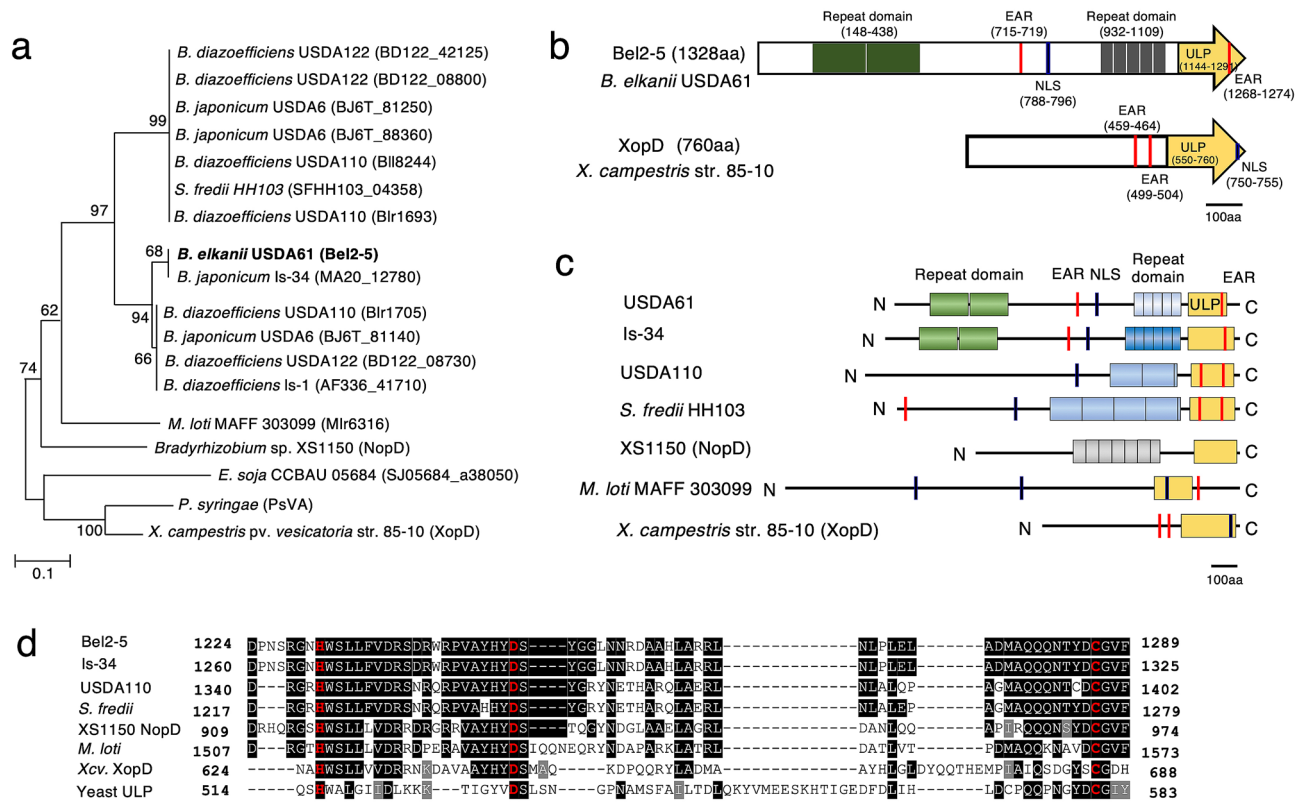 a
B. diazoefficiens USDA122 (BD122_42125)
B. diazoefficiens USDA122 (BD122_08800)
B. japonicum USDA6 (BJ6T_81250)
99
B. japonicum USDA6 (BJ6T_88360)
B. diazoefficiens USDA110 (Bll8244)
S. fredii HH103 (SFHH103_04358)
97
B. diazoefficiens USDA110 (Blr1693)
68
B. elkanii USDA61 (Bel2-5)
B. japonicum Is-34 (MA20_12780)
62
94
B. diazoefficiens USDA110 (Blr1705)
B. japonicum USDA6 (BJ6T_81140)
66
B. diazoefficiens USDA122 (BD122_08730)
74
B. diazoefficiens Is-1 (AF336_41710)
M. loti MAFF 303099 (Mlr6316)
Bradyrhizobium sp. XS1150 (NopD)
E. soja CCBAU 05684 (SJ05684_a38050)
P. syringae (PsVA)
100
X. campestris pv. vesicatoria str. 85-10 (XopD)
0.1
b
Repeat domain
(148-438)
EAR
(715-719)
Repeat domain
(932-1109)
Bel2-5 (1328aa)
B. elkanii USDA61
ULP
(1144-1291)
NLS
(788-796)
EAR
(1268-1274)
EAR
(459-464)
XopD (760aa)
X. campestris str. 85-10
ULP
(550-760)
EAR
(499-504)
NLS
(750-755)
100aa
c
Repeat domain
EAR NLS
Repeat domain
EAR
USDA61 N ULP C
Is-34 N C
USDA110 N C
S. fredii HH103 N C
XS1150 (NopD) N C
M. loti MAFF 303099 N C
X. campestris str. 85-10 (XopD) N C
100aa
d
Bel2-5 1224 DPNSRGNHWSLLFVDRSDRWRPVAYHYDS----YGGLNNRDAAHLARRL--------------NLPLEL-------ADMAQQQNTYDCGVF 1289
Is-34 1260 DPNSRGNHWSLLFVDRSDRWRPVAYHYDS----YGGLNNRDAAHLARRL--------------NLPLEL-------ADMAQQQNTYDCGVF 1325
USDA110 1340 D---RGRHWSLLFVDRSNRQRPVAYHYDS----YGRYNETHARQLAERL--------------NLALQP-------AGMAQQQNTCDCGVF 1402
S. fredii 1217 D---RGRHWSLLFVDRSNRQRPVAHHYDS----YGRYNETHARQLAERL--------------NLALEP-------AGMAQQQNTYDCGVF 1279
XS1150 NopD 909 DRHQRGSHWSLLLVDRRDRGRRVAYHYDS----TQGYNDGLAAELAGRL--------------DANLQQ-------APIRQQQNSYDCGVF 974
M. loti 1507 D---RGTHWSLLLVDRRDPERAVAYHYDSIQQNEQRYNDAPARKLATRL--------------DATLVT-------PDMAQQKNAVDCGVF 1573
Xcv. XopD 624 -----NAHWSLLVVDRRNKDAVAAYHYDSMAQ-----KDPQQRYLADMA--------------AYHLGLDYQQTHEMPIAIQSDGYSCGDH 688
Yeast ULP 514 -----QSHWALGIIDLKKK----TIGYVDSLSN----GPNAMSFAILTDLQKYVMEESKHTIGEDFDLIH------LDCPQQPNGYDCGIY 583